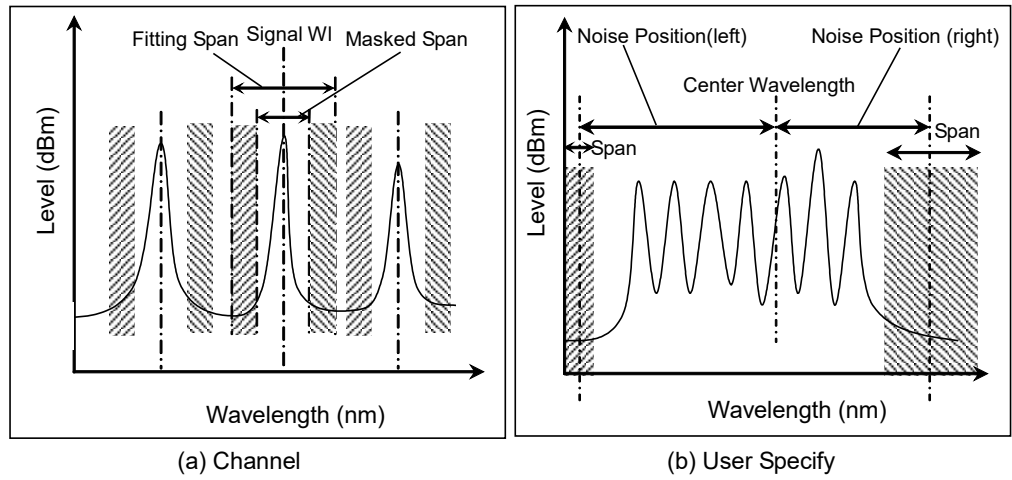 Signal Wl
Fitting Span
Masked Span
Level (dBm)
Wavelength (nm)
(a) Channel
Noise Position(left)
Noise Position (right)
Center Wavelength
Span
Span
Level (dBm)
Wavelength (nm)
(b) User Specify